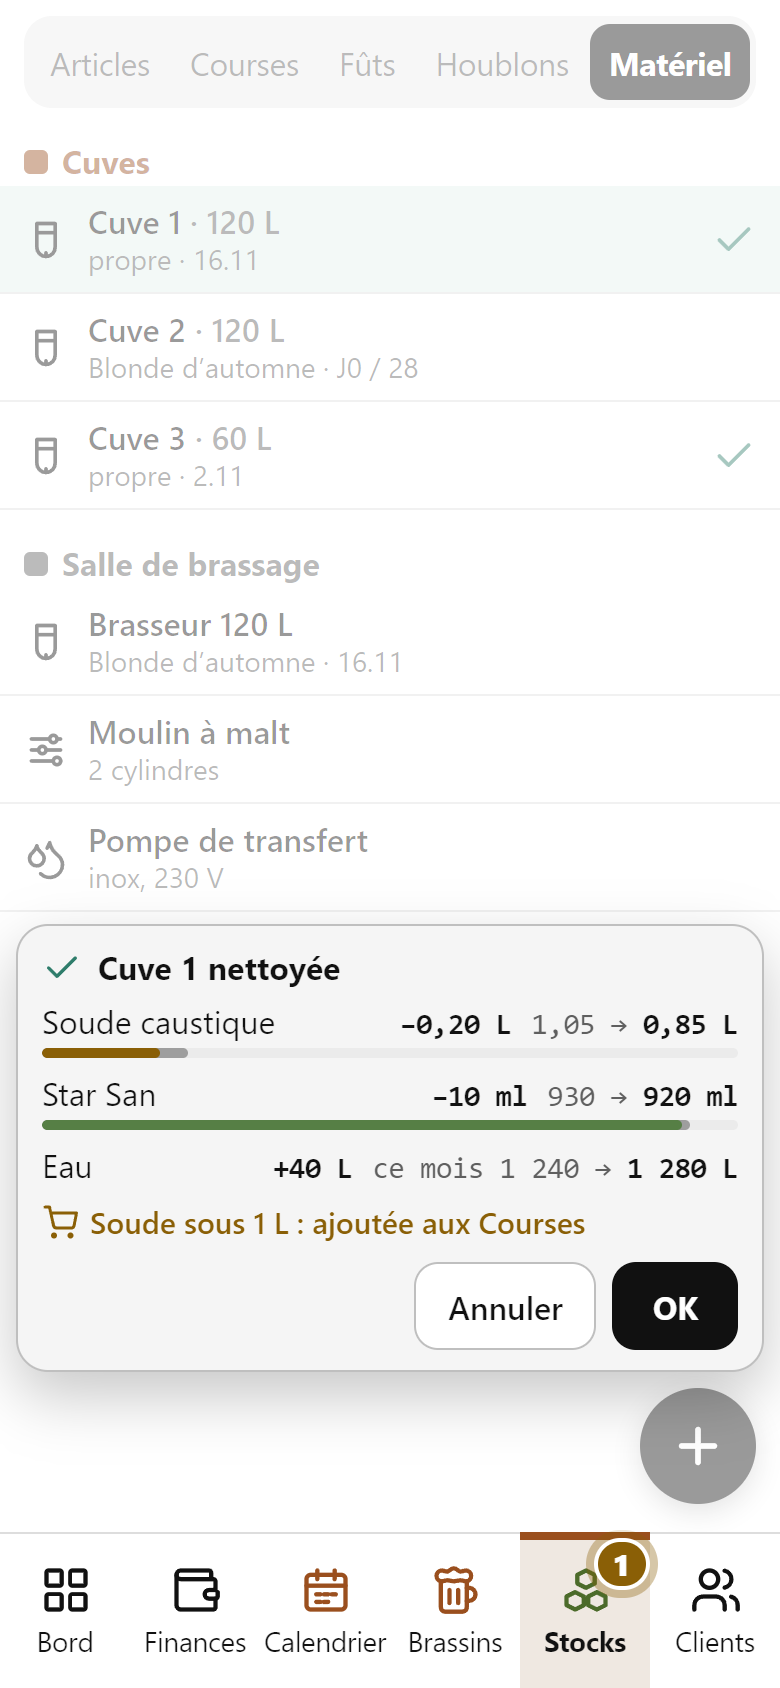 Articles Courses Fûts Houblons Matériel
Cuves
Cuve 1 · 120 L
propre · 16.11
Cuve 2 · 120 L
Blonde d’automne · J0 / 28
Cuve 3 · 60 L
propre · 2.11
Salle de brassage
Brasseur 120 L
Blonde d’automne · 16.11
Moulin à malt
2 cylindres
Pompe de transfert
inox, 230 V
Cuve 1 nettoyée
Soude caustique −0,20 L 1,05 → 0,85 L
Star San −10 ml 930 → 920 ml
Eau +40 L ce mois 1 240 → 1 280 L
Soude sous 1 L : ajoutée aux Courses
Annuler OK
1
Bord Finances Calendrier Brassins Stocks Clients